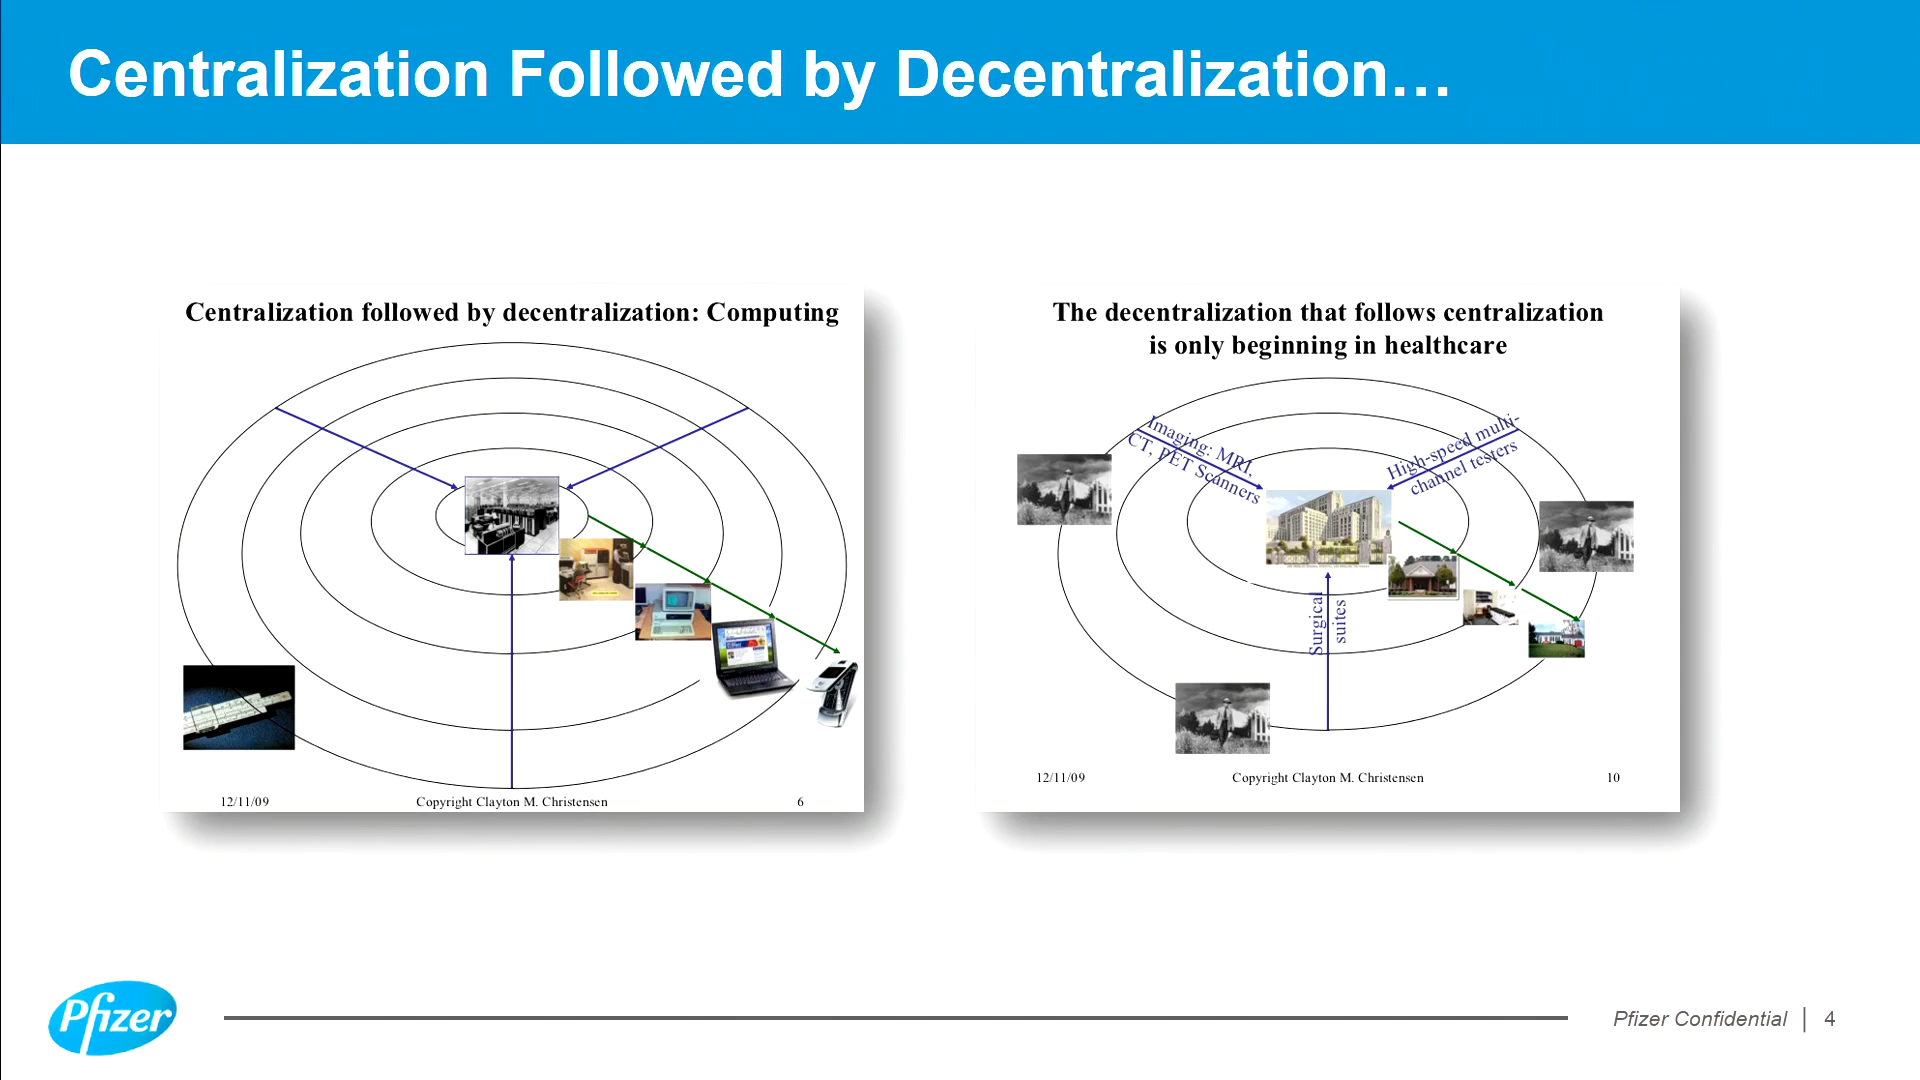 Centralization Followed by Decentralization…
Centralization followed by decentralization: Computing
12/11/09
Copyright Clayton M. Christensen
6
The decentralization that follows centralization
is only beginning in healthcare
Imaging: MRI,
CT, PET Scanners
High-speed multi-
channel testers
Surgical
suites
12/11/09
Copyright Clayton M. Christensen
10
Pfizer
Pfizer Confidential | 4